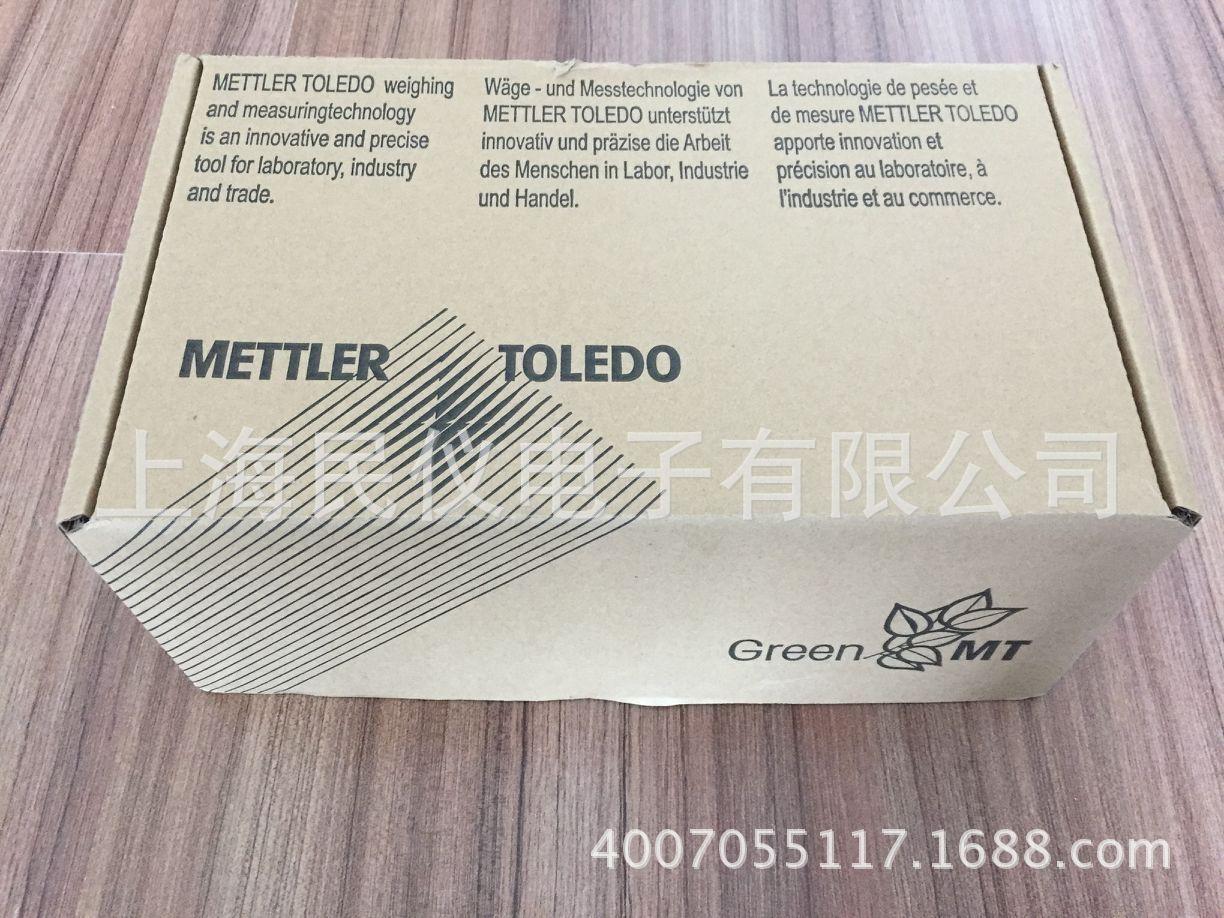 METTLER TOLEDO weighing
and measuringtechnology
is an innovative and precise
tool for laboratory, industry
and trade.
Wäge - und Messtechnologie von
METTLER TOLEDO unterstützt
innovativ und präzise die Arbeit
des Menschen in Labor, Industrie
und Handel.
La technologie de pesée et
de mesure METTLER TOLEDO
apporte innovation et
précision au laboratoire, à
l'industrie et au commerce.
METTLER TOLEDO
上海民仪电子有限公司
Green MT
4007055117.1688.com